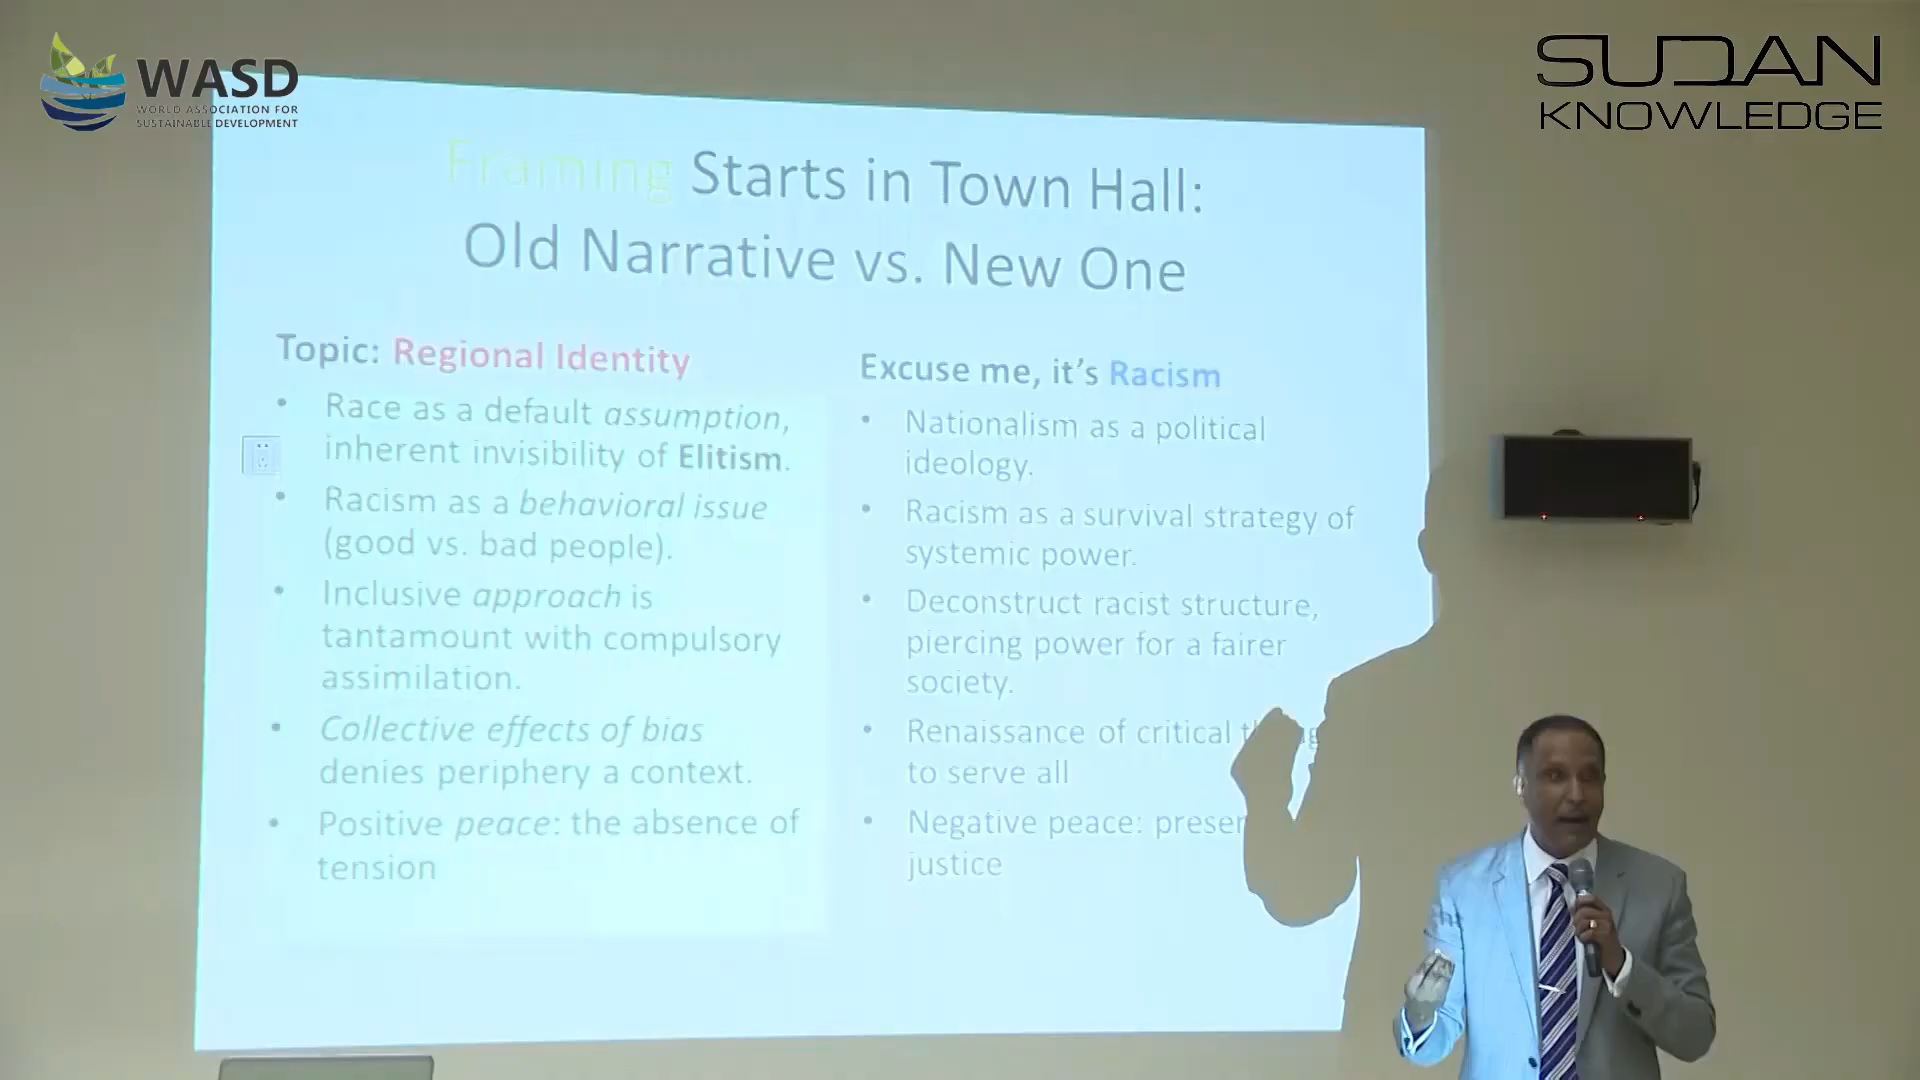 WASD
WORLD ASSOCIATION FOR
SUSTAINABLE DEVELOPMENT
SUDAN
KNOWLEDGE
Framing Starts in Town Hall:
Old Narrative vs. New One
Topic: Regional Identity
• Race as a default assumption,
inherent invisibility of Elitism.
• Racism as a behavioral issue
(good vs. bad people).
• Inclusive approach is
tantamount with compulsory
assimilation.
• Collective effects of bias
denies periphery a context.
• Positive peace: the absence of
tension
Excuse me, it's Racism
• Nationalism as a political
ideology.
• Racism as a survival strategy of
systemic power.
• Deconstruct racist structure,
piercing power for a fairer
society.
• Renaissance of critical
to serve all
• Negative peace:
justice